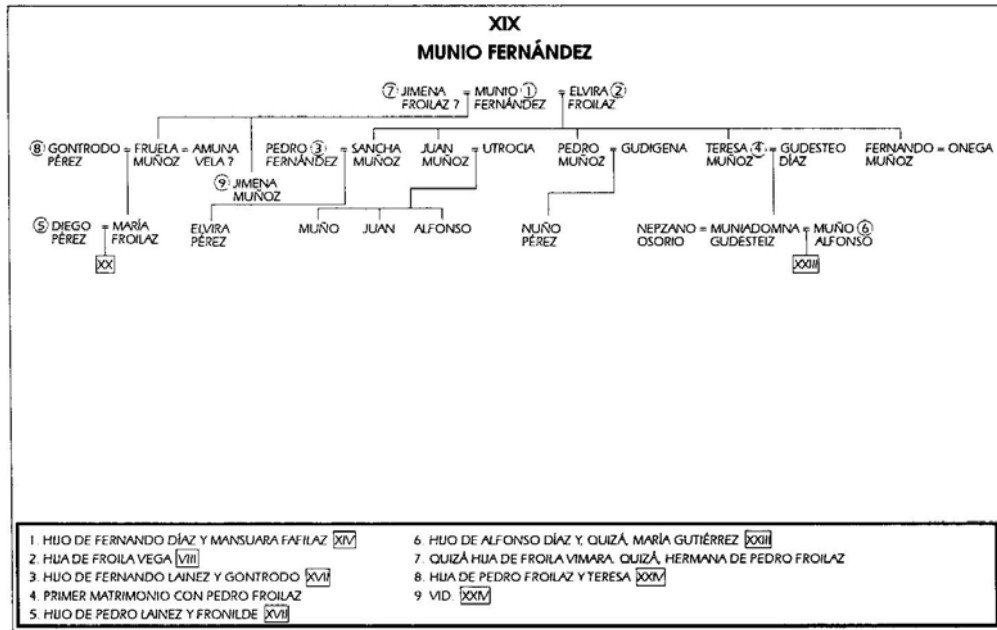 XIX
MUNIO FERNÁNDEZ
⑦ JIMENA = MUNIO ① = ELVIRA ②
FROILAZ ? FERNÁNDEZ FROILAZ
⑧ GONTRODO = FRUELA = AMUNA PEDRO ③ = SANCHA JUAN = UTROCIA PEDRO = GUDIGENA TERESA ④ = GUDESTEO FERNANDO = ONEGA
PÉREZ MUÑOZ VELA ? FERNÁNDEZ MUÑOZ MUÑOZ MUÑOZ MUÑOZ DÍAZ MUÑOZ
⑨ JIMENA
MUÑOZ
⑤ DIEGO = MARÍA ELVIRA MUÑO JUAN ALFONSO NUÑO NEPZANO = MUNIADOMNA = MUÑO ⑥
PÉREZ FROILAZ PÉREZ PÉREZ OSORIO GUDESTEIZ ALFONSO
XX XXIII
1. HIJO DE FERNANDO DÍAZ Y MANSUARA FAFILAZ XIV
2. HIJA DE FROILA VEGA VIII
3. HIJO DE FERNANDO LAINEZ Y GONTRODO XVII
4. PRIMER MATRIMONIO CON PEDRO FROILAZ
5. HIJO DE PEDRO LAINEZ Y FRONILDE XVII
6. HIJO DE ALFONSO DÍAZ Y, QUIZÁ, MARÍA GUTIÉRREZ XXIII
7. QUIZÁ HIJA DE FROILA VIMARA. QUIZÁ, HERMANA DE PEDRO FROILAZ
8. HIJA DE PEDRO FROILAZ Y TERESA XXIV
9 VID. XXIV